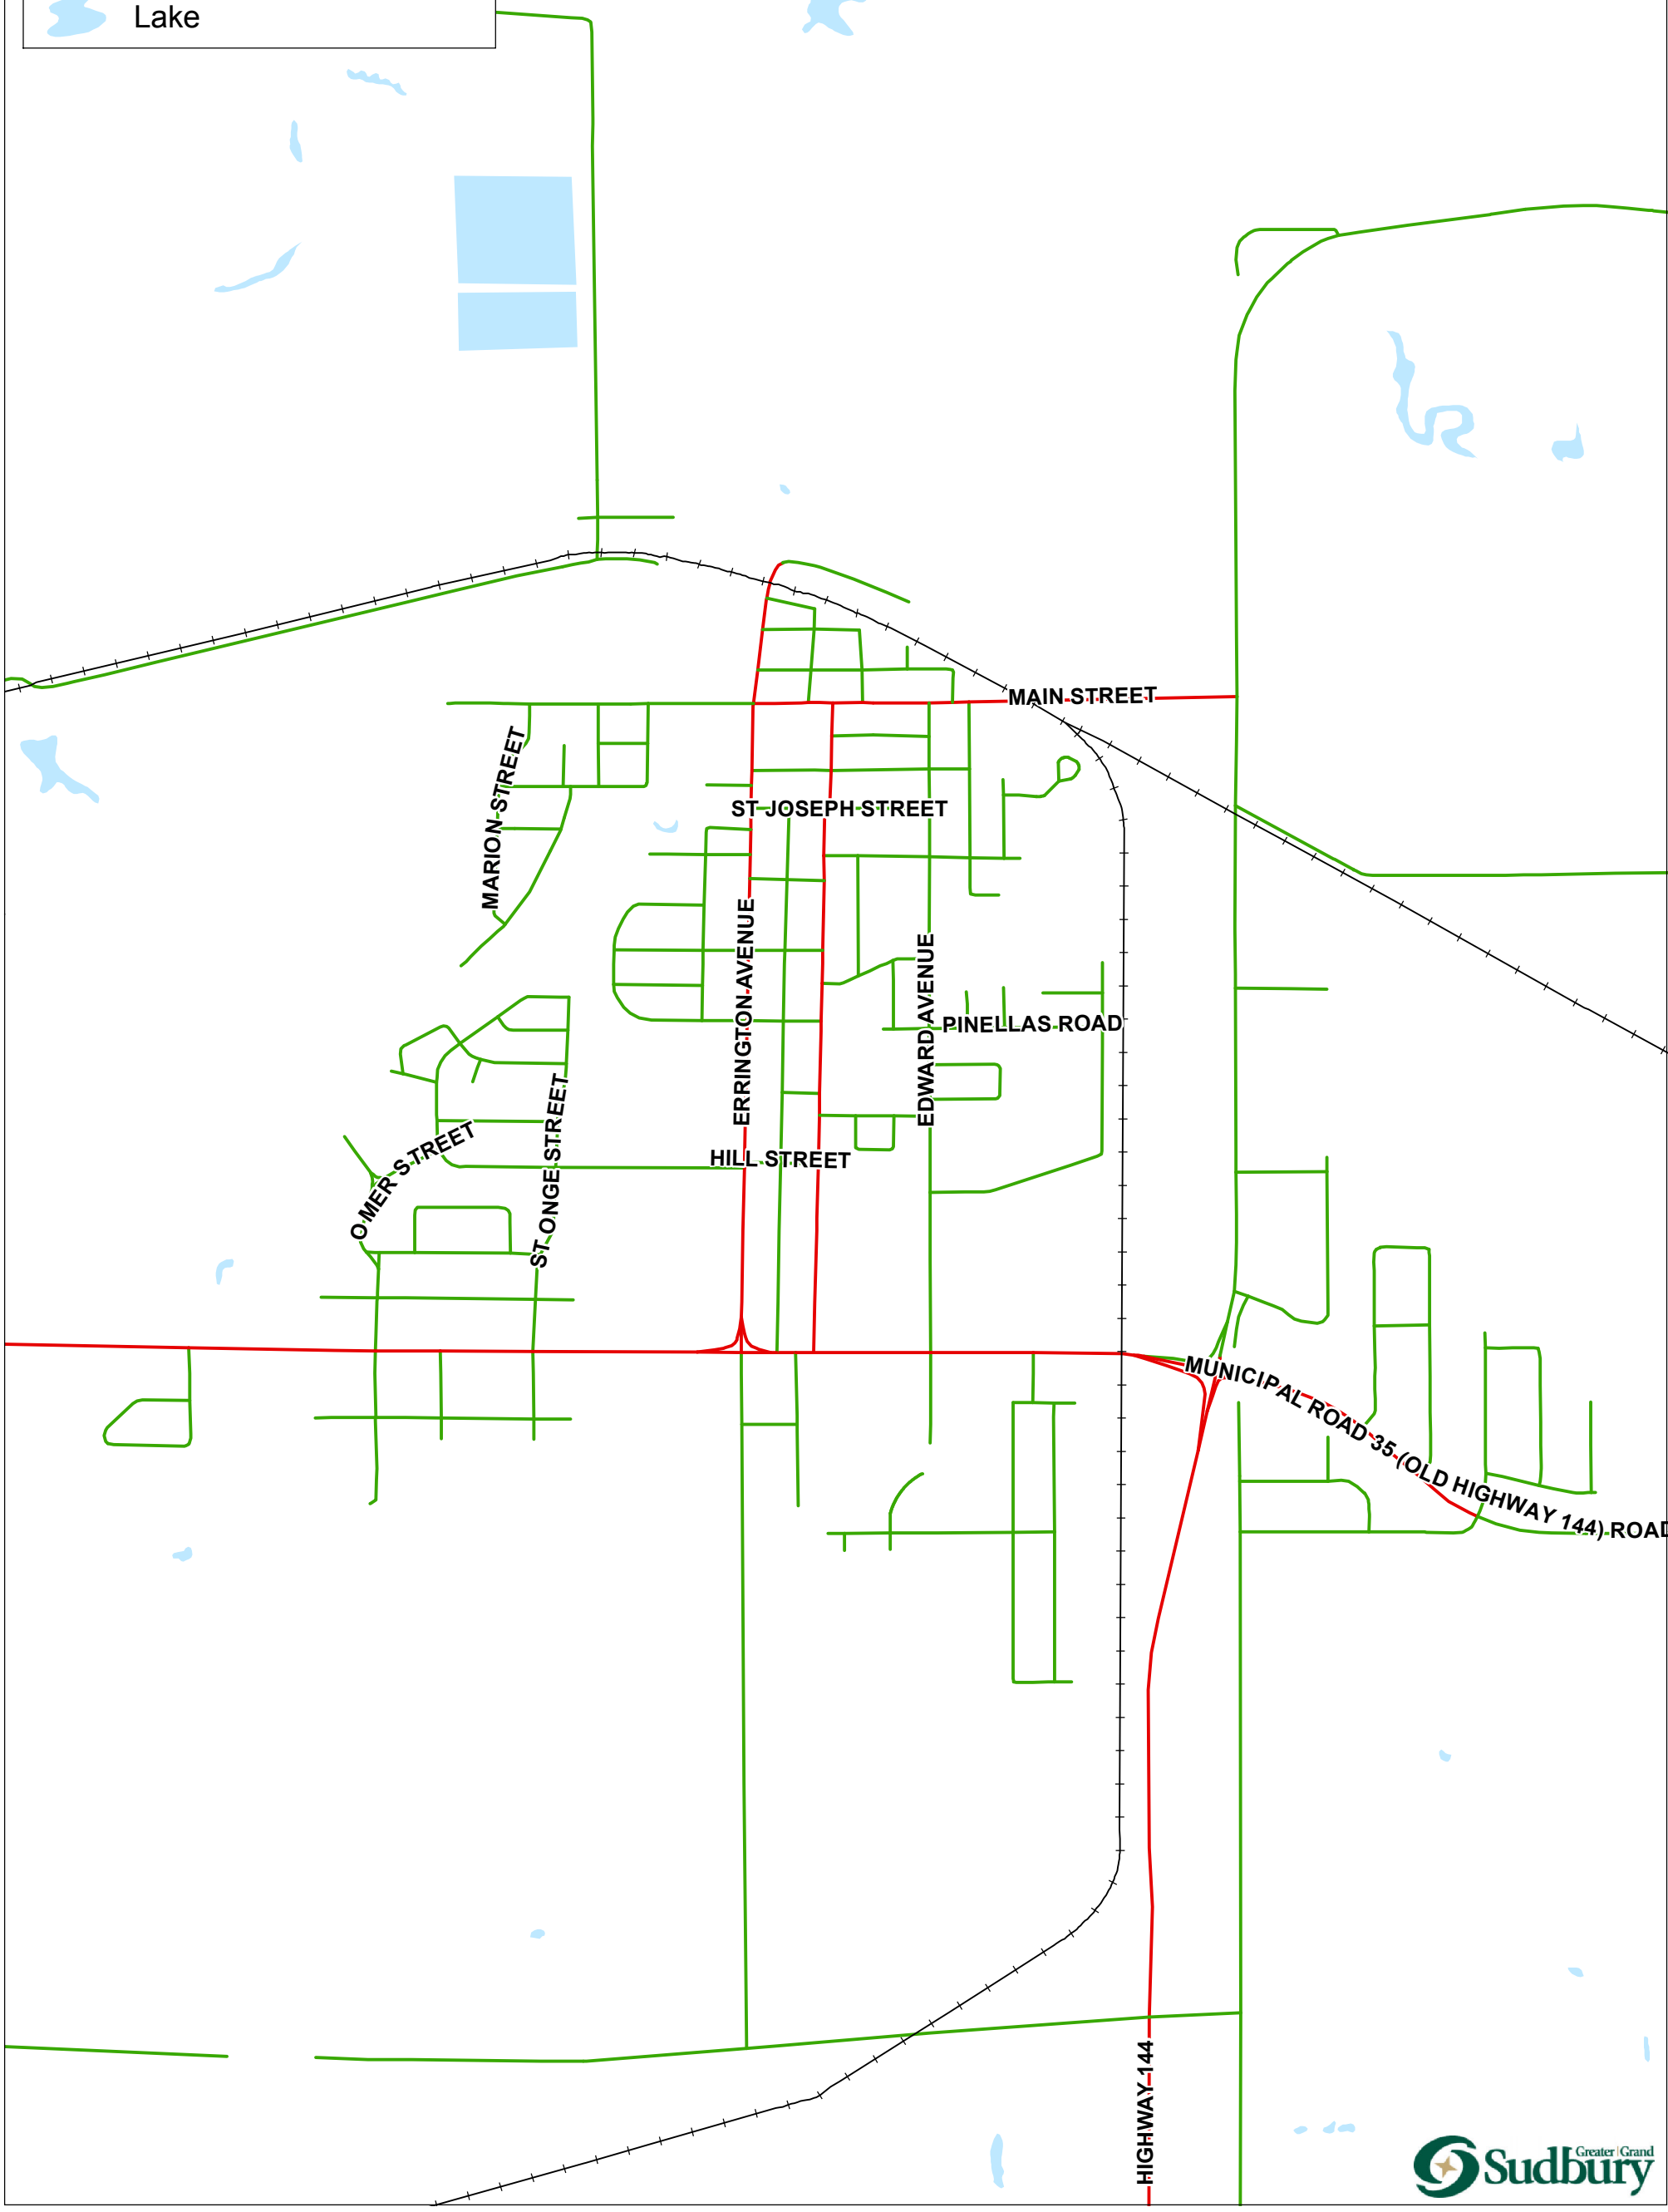 Lake
MAIN STREET
MARION STREET
ST JOSEPH STREET
ERRINGTON AVENUE
EDWARD AVENUE
PINELLAS ROAD
ST ONGE STREET
O MER STREET
HILL STREET
MUNICIPAL ROAD 35 (OLD HIGHWAY 144) ROAD
HIGHWAY 144
Greater Grand
Sudbury